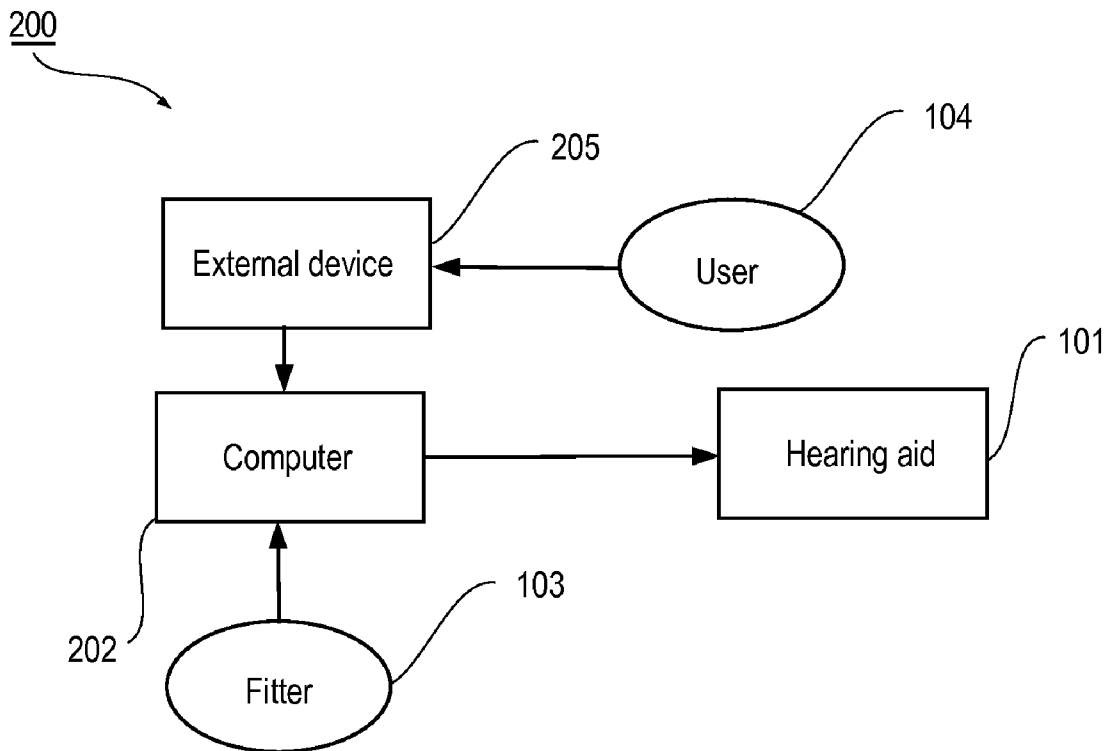 200
104
205
External device
User
101
Computer
Hearing aid
103
202
Fitter